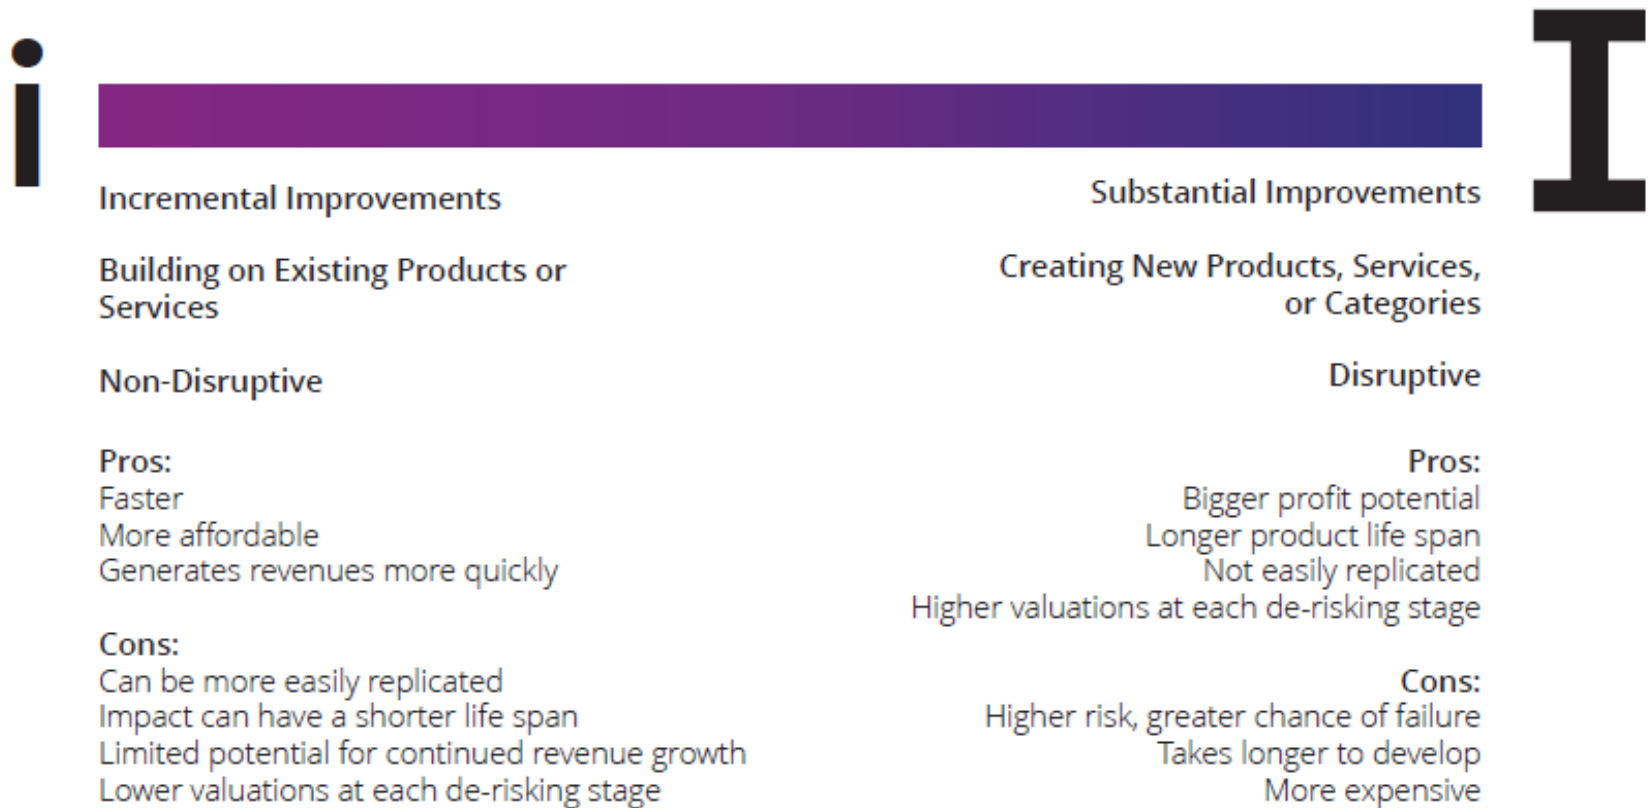 i
I
Incremental Improvements
Building on Existing Products or
Services
Non-Disruptive
Pros:
Faster
More affordable
Generates revenues more quickly
Cons:
Can be more easily replicated
Impact can have a shorter life span
Limited potential for continued revenue growth
Lower valuations at each de-risking stage
Substantial Improvements
Creating New Products, Services,
or Categories
Disruptive
Pros:
Bigger profit potential
Longer product life span
Not easily replicated
Higher valuations at each de-risking stage
Cons:
Higher risk, greater chance of failure
Takes longer to develop
More expensive